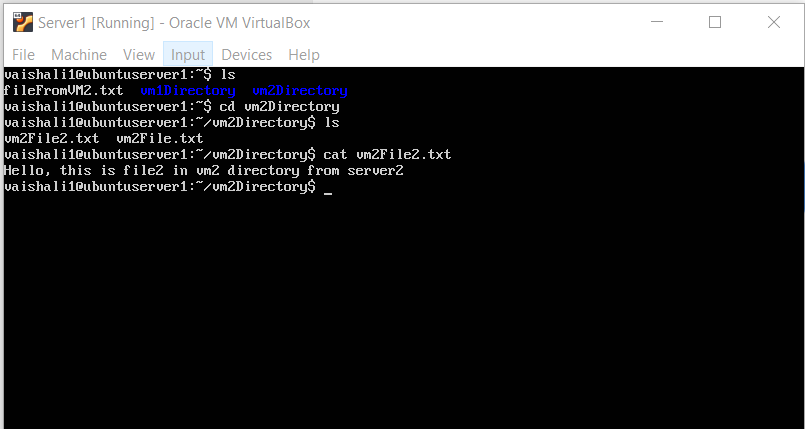 Server1 [Running] - Oracle VM VirtualBox
File Machine View Input Devices Help
vaishali1@ubuntuserver1:~$ ls
fileFromVM2.txt vm1Directory vm2Directory
vaishali1@ubuntuserver1:~$ cd vm2Directory
vaishali1@ubuntuserver1:~/vm2Directory$ ls
vm2File2.txt vm2File.txt
vaishali1@ubuntuserver1:~/vm2Directory$ cat vm2File2.txt
Hello, this is file2 in vm2 directory from server2
vaishali1@ubuntuserver1:~/vm2Directory$ _